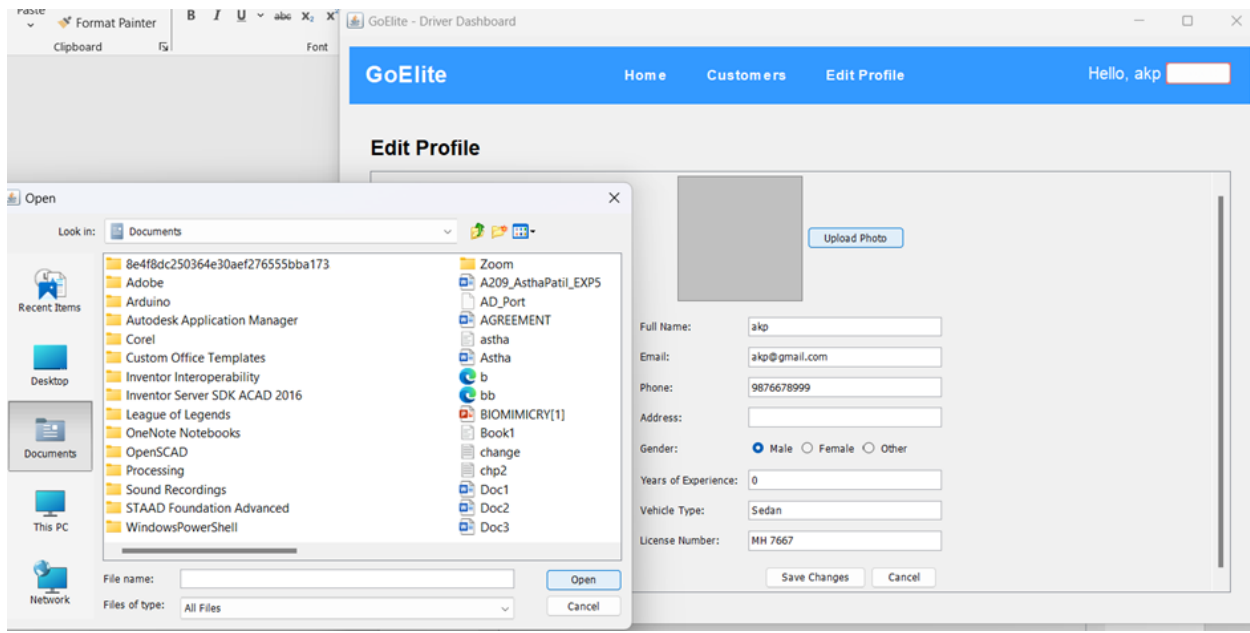 Paste
Format Painter
Clipboard
B I U abc X₂ X²
Font
GoElite - Driver Dashboard
GoElite
Home Customers Edit Profile
Hello, akp
Edit Profile
Upload Photo
Full Name: akp
Email: akp@gmail.com
Phone: 9876678999
Address:
Gender: Male Female Other
Years of Experience: 0
Vehicle Type: Sedan
License Number: MH 7667
Save Changes Cancel
Open
Look in: Documents
Recent Items
Desktop
Documents
This PC
Network
8e4f8dc250364e30aef276555bba173
Adobe
Arduino
Autodesk Application Manager
Corel
Custom Office Templates
Inventor Interoperability
Inventor Server SDK ACAD 2016
League of Legends
OneNote Notebooks
OpenSCAD
Processing
Sound Recordings
STAAD Foundation Advanced
WindowsPowerShell
Zoom
A209_AsthaPatil_EXP5
AD_Port
AGREEMENT
astha
Astha
b
bb
BIOMIMICRY[1]
Book1
change
chp2
Doc1
Doc2
Doc3
File name:
Open
Files of type: All Files
Cancel